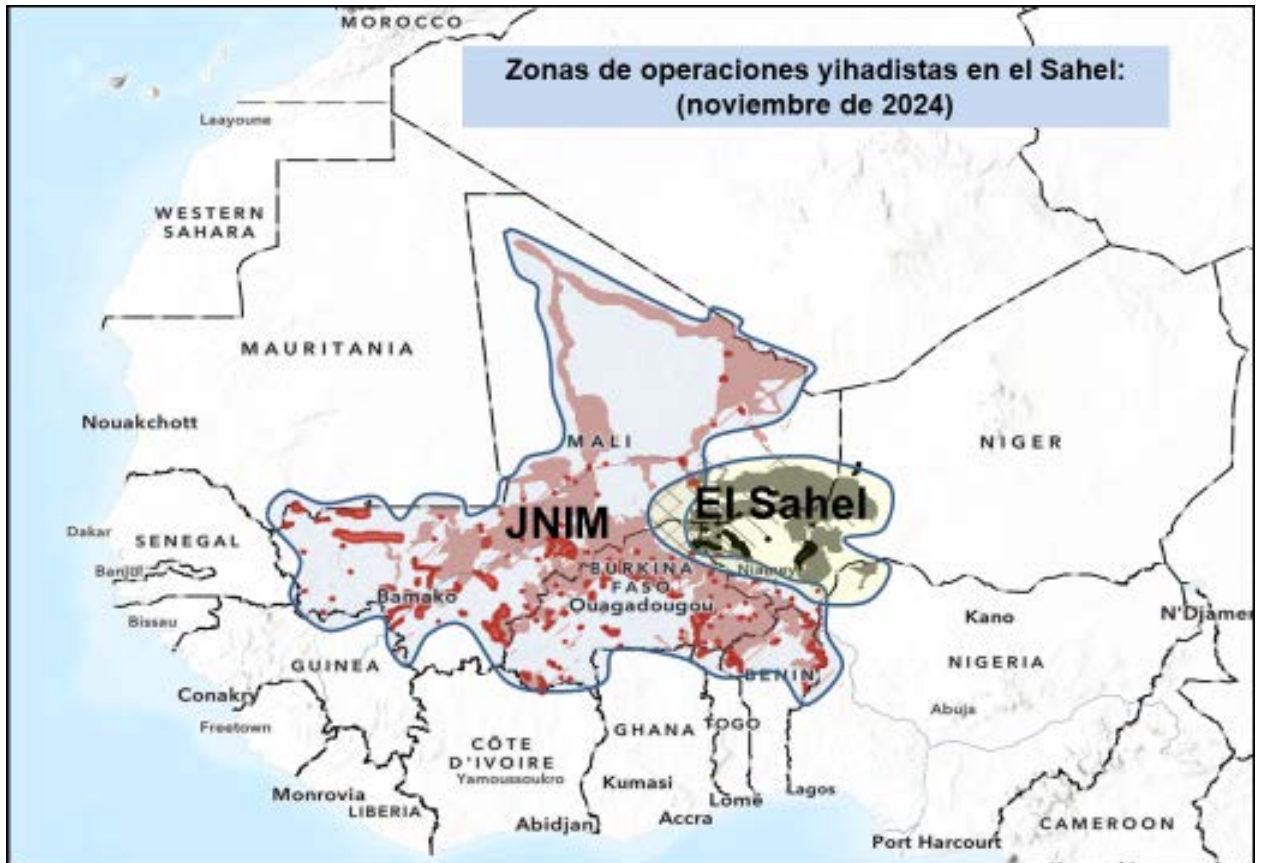 MOROCCO
Zonas de operaciones yihadistas en el Sahel:
(noviembre de 2024)
Laayoune
WESTERN
SAHARA
MAURITANIA
Nouakchott
MALI
NIGER
El Sahel
JNIM
Dakar
SENEGAL
Banjul
BURKINA
FASO
Niamey
Bamako
Ouagadougou
Bissau
Kano
N'Djamer
GUINEA
BENIN
NIGERIA
Conakry
Abuja
Freetown
GHANA
TOGO
CÔTE
D'IVOIRE
Yamoussoukro
Kumasi
Monrovia
LIBERIA
Lomé
Lagos
Abidjan
Accra
Port Harcourt
CAMEROON